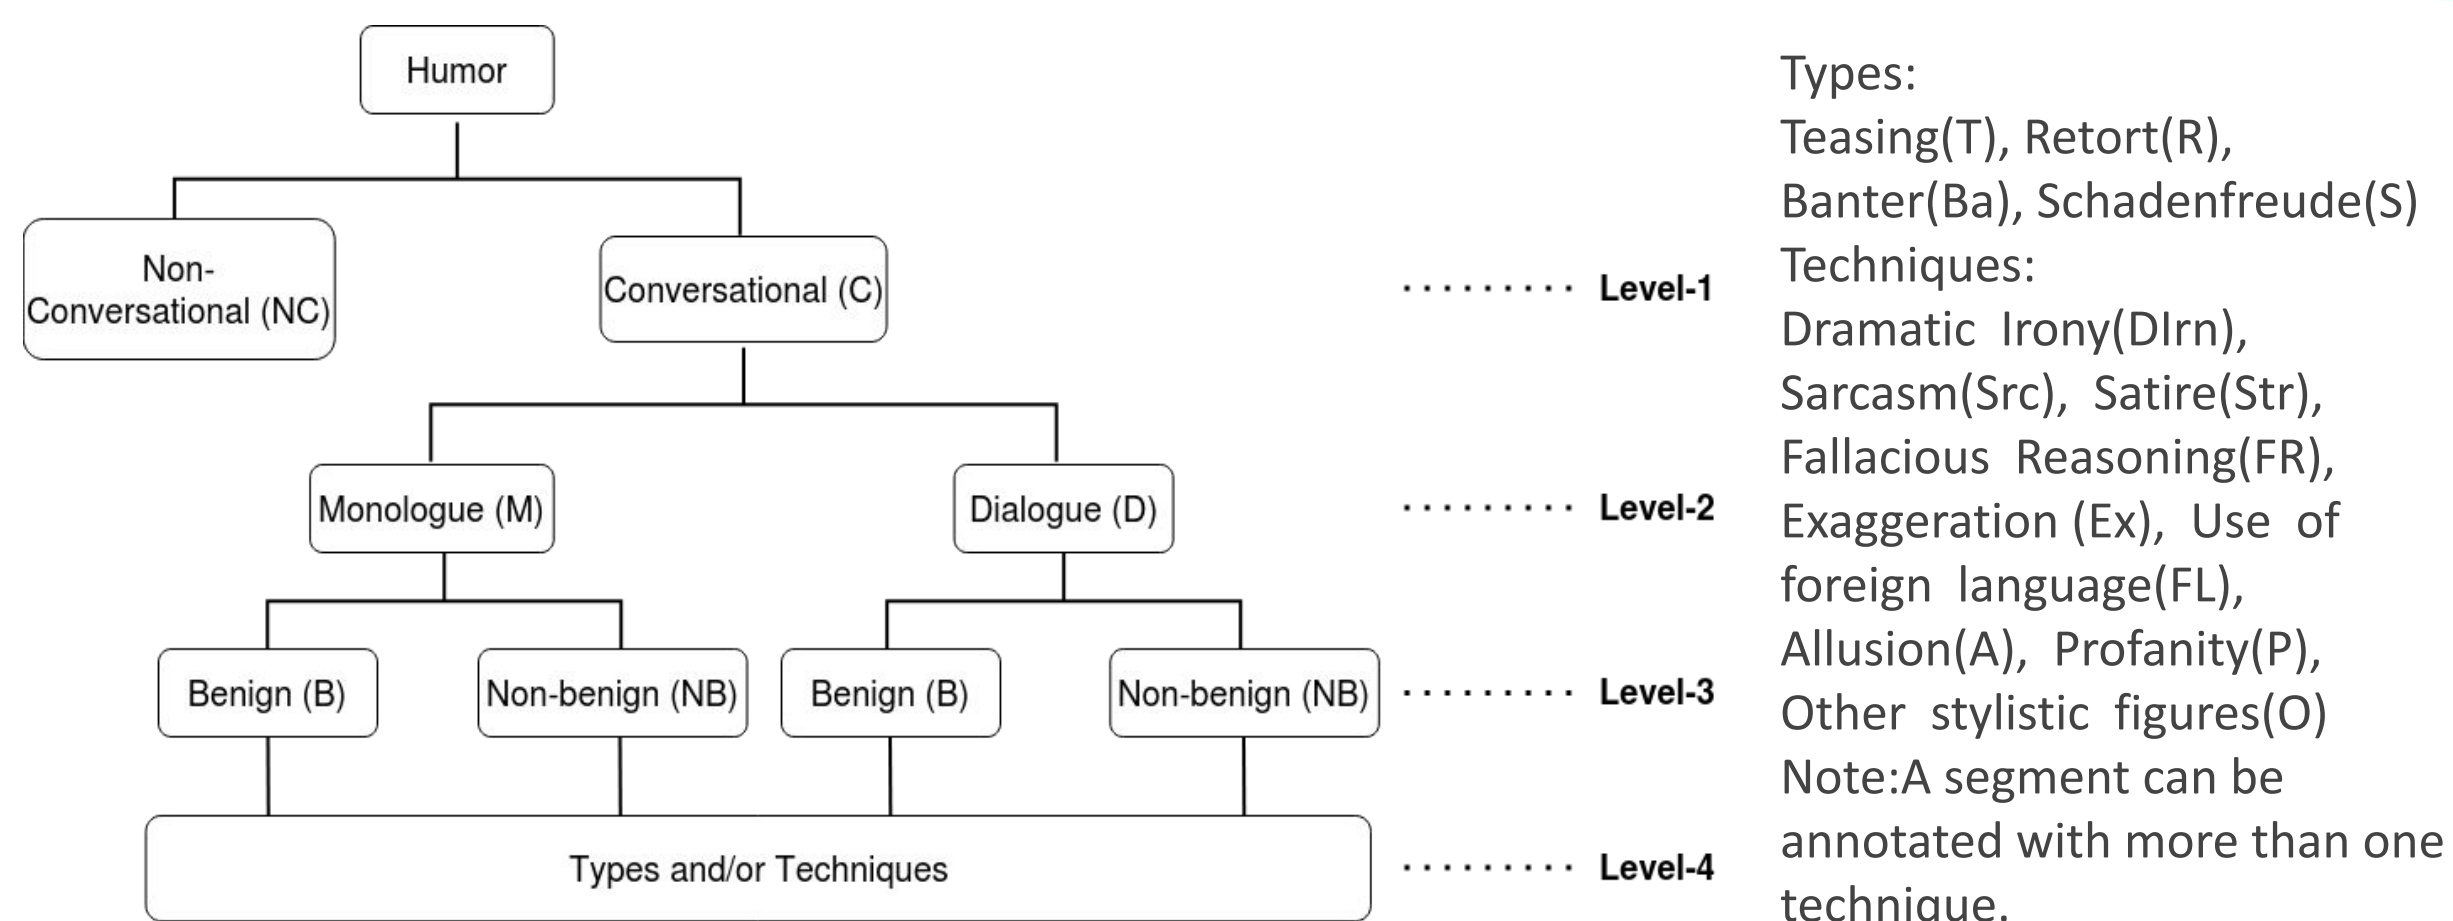 Humor
Non-
Conversational (NC)
Conversational (C)
Level-1
Monologue (M)
Dialogue (D)
Level-2
Benign (B)
Non-benign (NB)
Benign (B)
Non-benign (NB)
Level-3
Types and/or Techniques
Level-4
Types:
Teasing(T), Retort(R),
Banter(Ba), Schadenfreude(S)
Techniques:
Dramatic Irony(DIrn),
Sarcasm(Src), Satire(Str),
Fallacious Reasoning(FR),
Exaggeration (Ex), Use of
foreign language(FL),
Allusion(A), Profanity(P),
Other stylistic figures(O)
Note:A segment can be
annotated with more than one
technique.